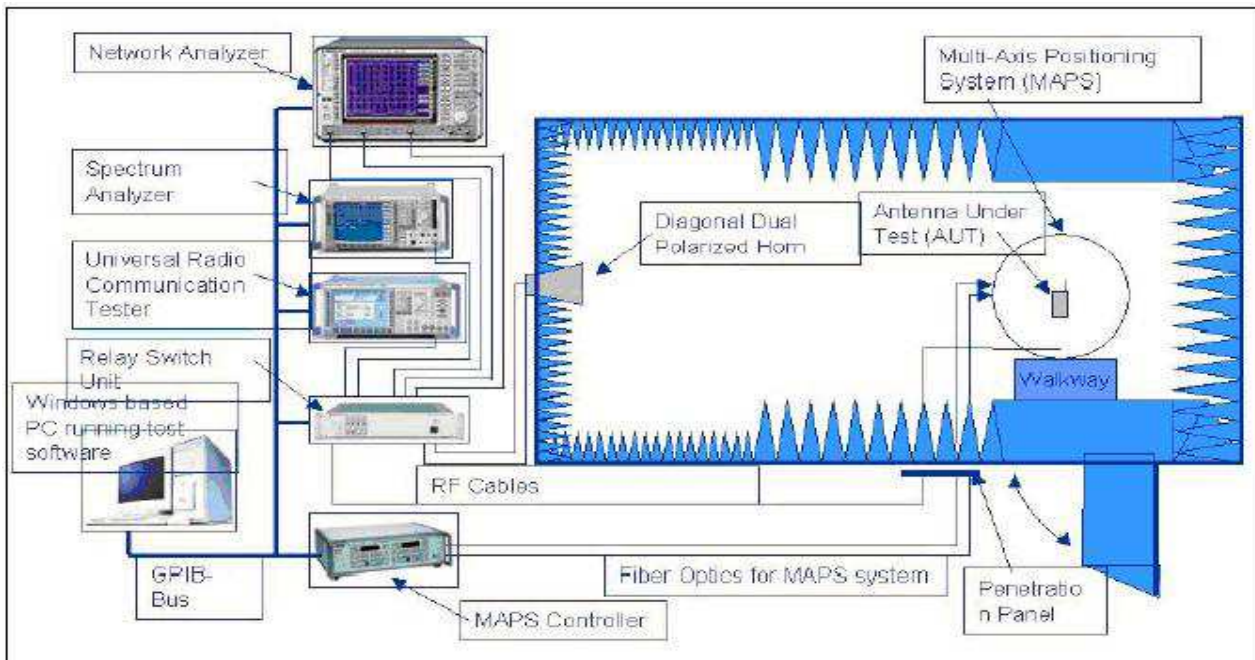 Network Analyzer
Spectrum
Analyzer
Universal Radio
Communication
Tester
Relay Switch
Unit
Windows based
PC running test
software
GPIB-
Bus
MAPS Controller
RF Cables
Fiber Optics for MAPS system
Diagonal Dual
Polarized Horn
Multi-Axis Positioning
System (MAPS)
Antenna Under
Test (AUT)
Walkway
Penetratio
n Panel